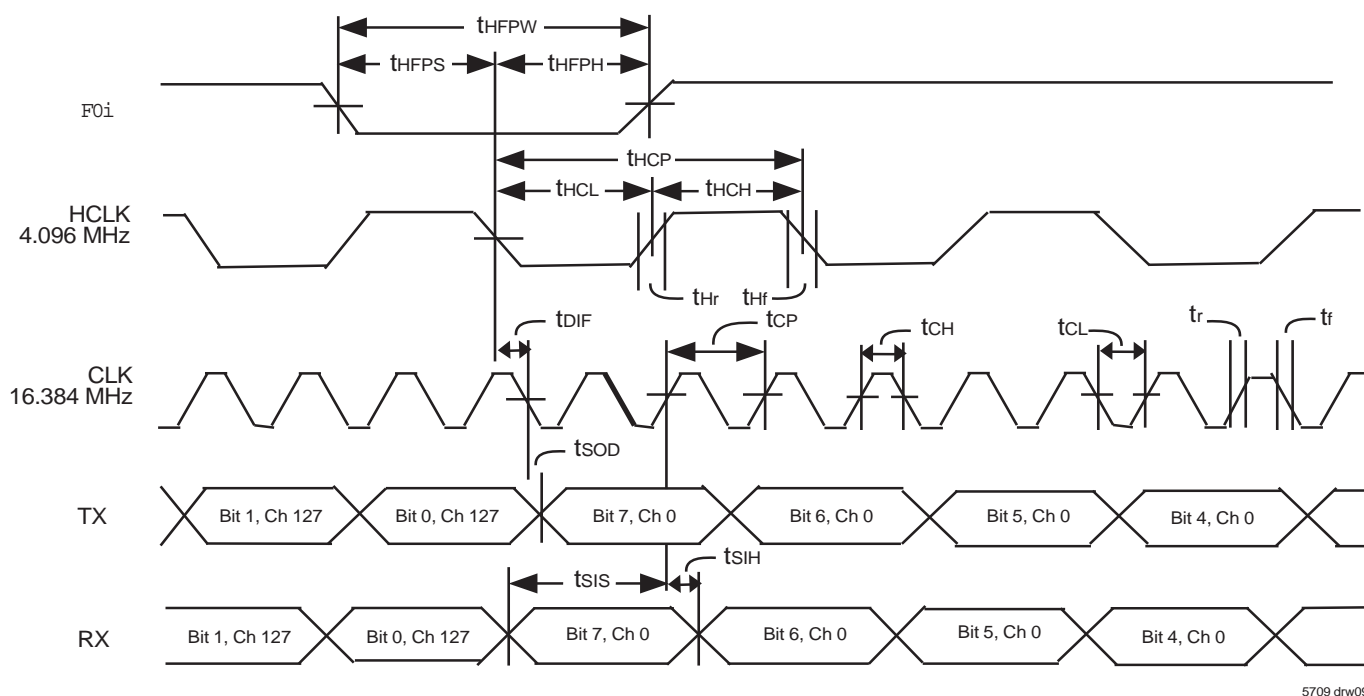 tHFPW
tHFPS
tHFPH
F0i
tHCP
tHCL
tHCH
HCLK
4.096 MHz
tHr
tHf
tDIF
tCP
tCH
tCL
tr
tf
CLK
16.384 MHz
tSOD
TX
Bit 1, Ch 127
Bit 0, Ch 127
Bit 7, Ch 0
Bit 6, Ch 0
Bit 5, Ch 0
Bit 4, Ch 0
tSIS
tSIH
RX
Bit 1, Ch 127
Bit 0, Ch 127
Bit 7, Ch 0
Bit 6, Ch 0
Bit 5, Ch 0
Bit 4, Ch 0
5709 drw09